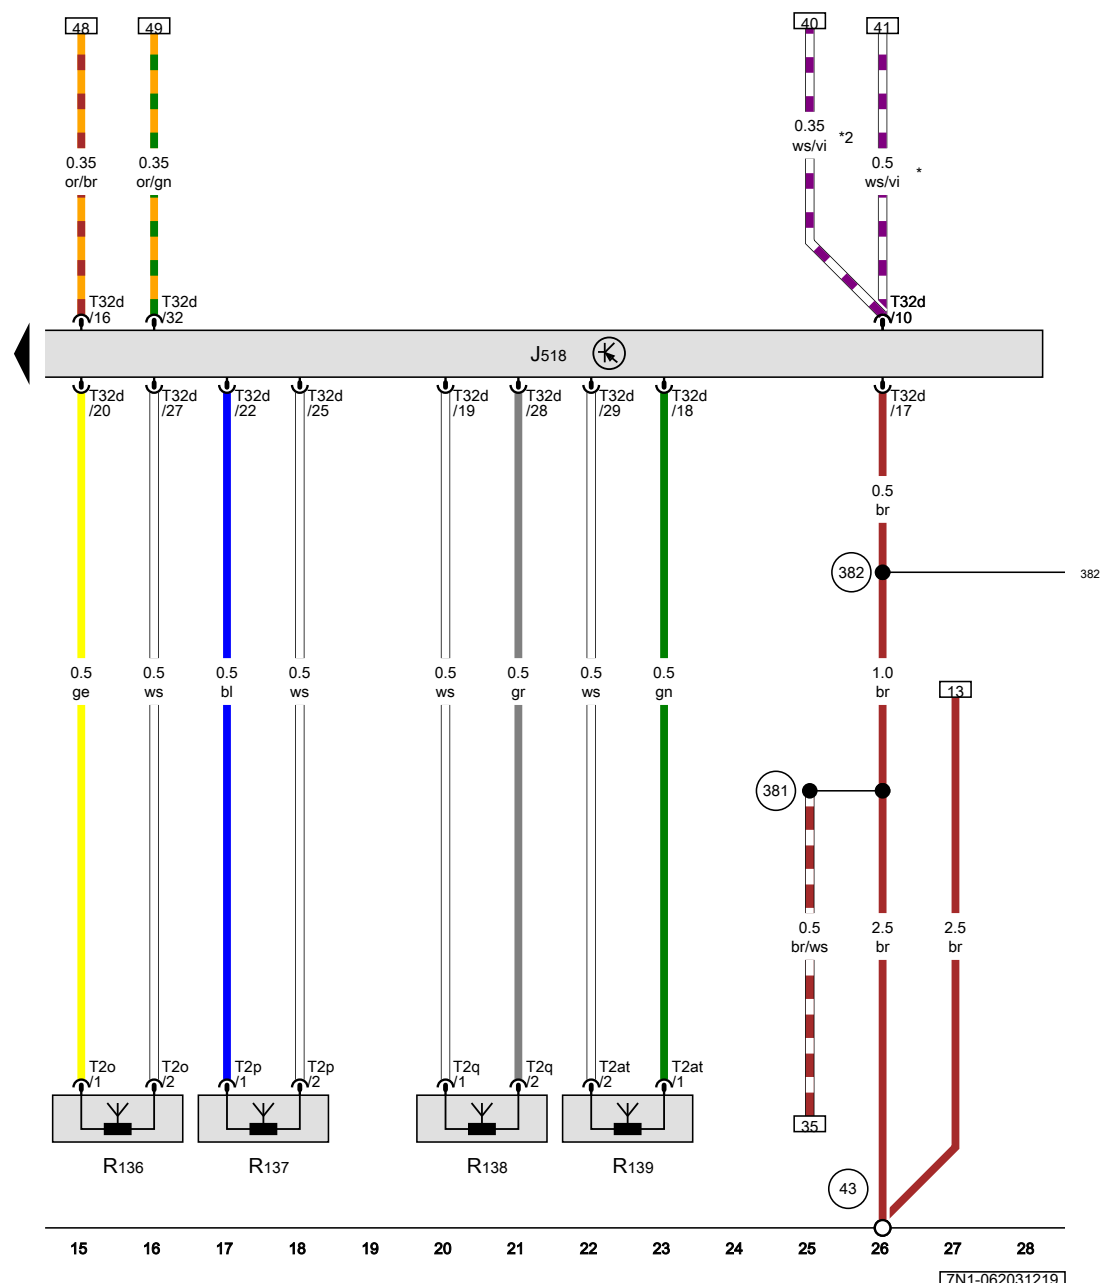 48 49 40 41
0.35 ws/vi *2
0.35 or/br
0.35 or/gn
0.5 ws/vi *
T32d /16
T32d /32
T32d /10
J518
T32d /20
T32d /27
T32d /22
T32d /25
T32d /19
T32d /28
T32d /29
T32d /18
T32d /17
0.5 br
382
382
0.5 ge
0.5 ws
0.5 bl
0.5 ws
0.5 ws
0.5 gr
0.5 ws
0.5 gn
1.0 br
13
381
0.5 br/ws
2.5 br
2.5 br
T2o /1
T2o /2
T2p /1
T2p /2
T2q /1
T2q /2
T2at /2
T2at /1
35
R136 R137 R138 R139
43
15 16 17 18 19 20 21 22 23 24 25 26 27 28
7N1-062031219